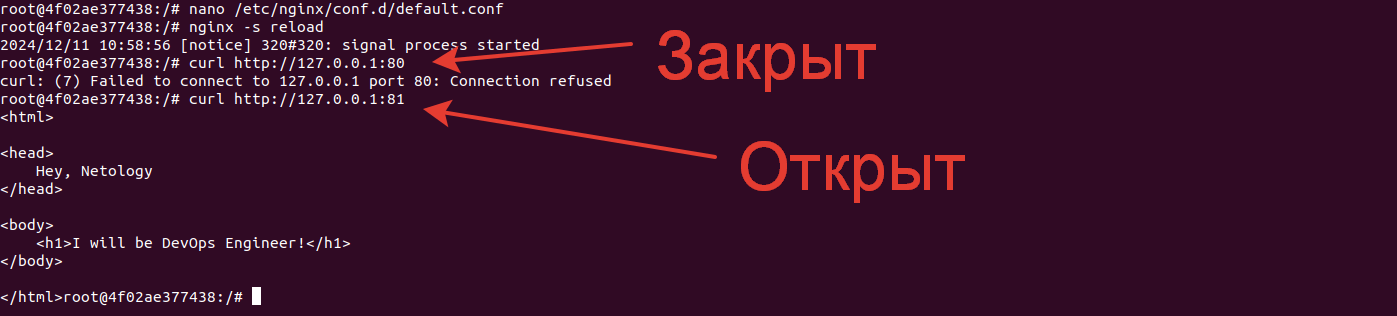 root@4f02ae377438:/# nano /etc/nginx/conf.d/default.conf
root@4f02ae377438:/# nginx -s reload
2024/12/11 10:58:56 [notice] 320#320: signal process started
root@4f02ae377438:/# curl http://127.0.0.1:80
Закрыт
curl: (7) Failed to connect to 127.0.0.1 port 80: Connection refused
root@4f02ae377438:/# curl http://127.0.0.1:81
Открыт
<html>
<head>
    Hey, Netology
</head>
<body>
    <h1>I will be DevOps Engineer!</h1>
</body>
</html>root@4f02ae377438:/#